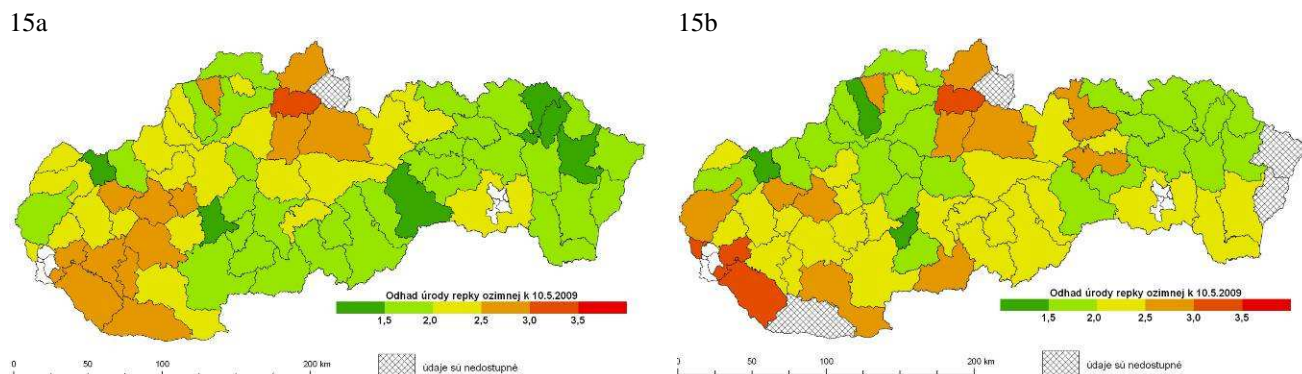 15a
Odhad úrody repky ozimnej k 10.5.2009
1,5 2,0 2,5 3,0 3,5
0 50 100 200 km
údaje sú nedostupné
15b
Odhad úrody repky ozimnej k 10.5.2009
1,5 2,0 2,5 3,0 3,5
0 50 100 200 km
údaje sú nedostupné